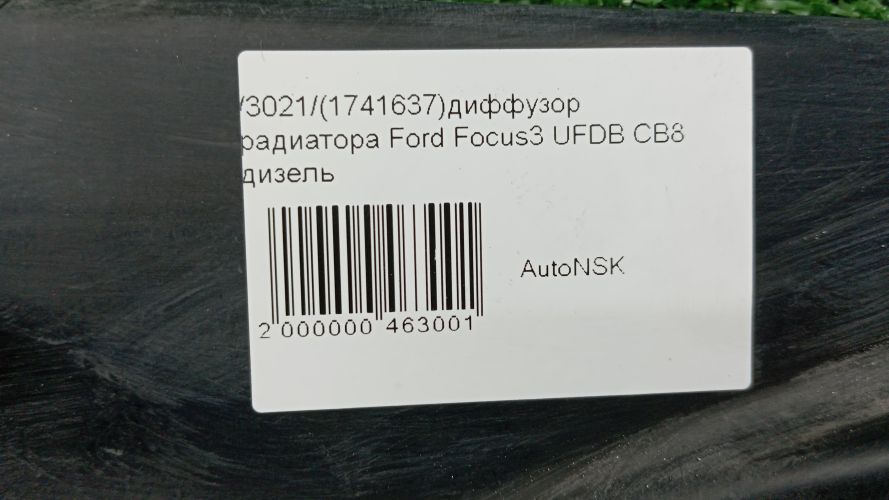 /3021/(1741637)диффузор
радиатора Ford Focus3 UFDB CB8
дизель
AutoNSK
2 000000 463001